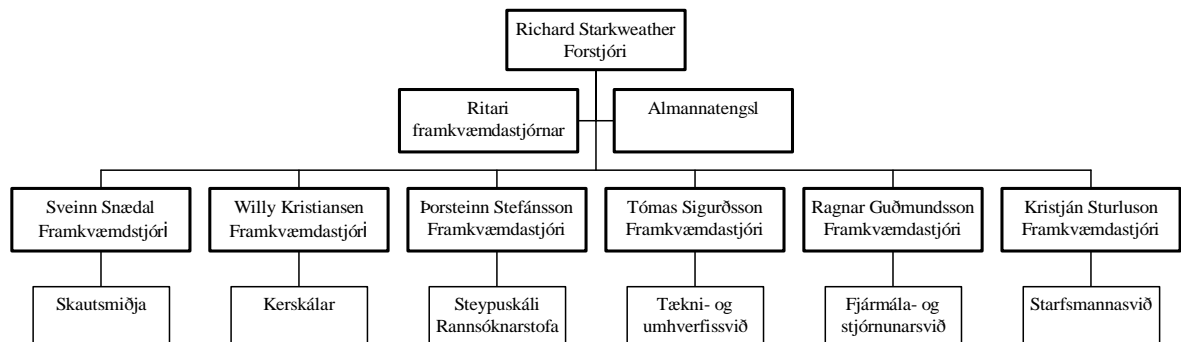 Richard Starkweather
Forstjóri
Ritari
framkvæmdastjórnar
Almannatengsl
Sveinn Snædal
Framkvæmdstjóri
Willy Kristiansen
Framkvæmdastjóri
Þorsteinn Stefánsson
Framkvæmdastjóri
Tómas Sigurðsson
Framkvæmdastjóri
Ragnar Guðmundsson
Framkvæmdastjóri
Kristján Sturluson
Framkvæmdastjóri
Skautsmiðja
Kerskálar
Steypuskáli
Rannsóknarstofa
Tækni- og
umhverfissvið
Fjármála- og
stjórnunarsvið
Starfsmannasvið